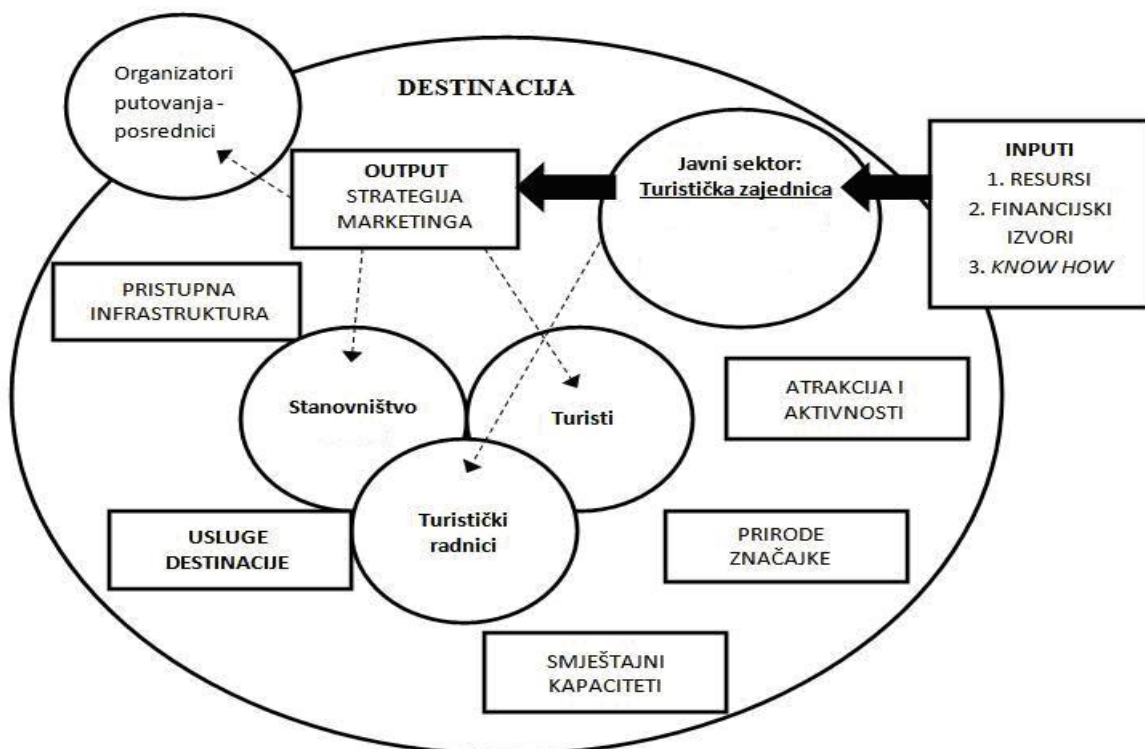 Organizatori
putovanja -
posrednici
DESTINACIJA
OUTPUT
STRATEGIJA
MARKETINGA
Javni sektor:
Turistička zajednica
INPUTI
1. RESURSI
2. FINANCIJSKI
IZVORI
3. KNOW HOW
PRISTUPNA
INFRASTRUKTURA
Stanovništvo
Turisti
ATRAKCIJA I
AKTIVNOSTI
Turistički
radnici
USLUGE
DESTINACIJE
PRIRODE
ZNAČAJKE
SMJEŠTAJNI
KAPACITETI